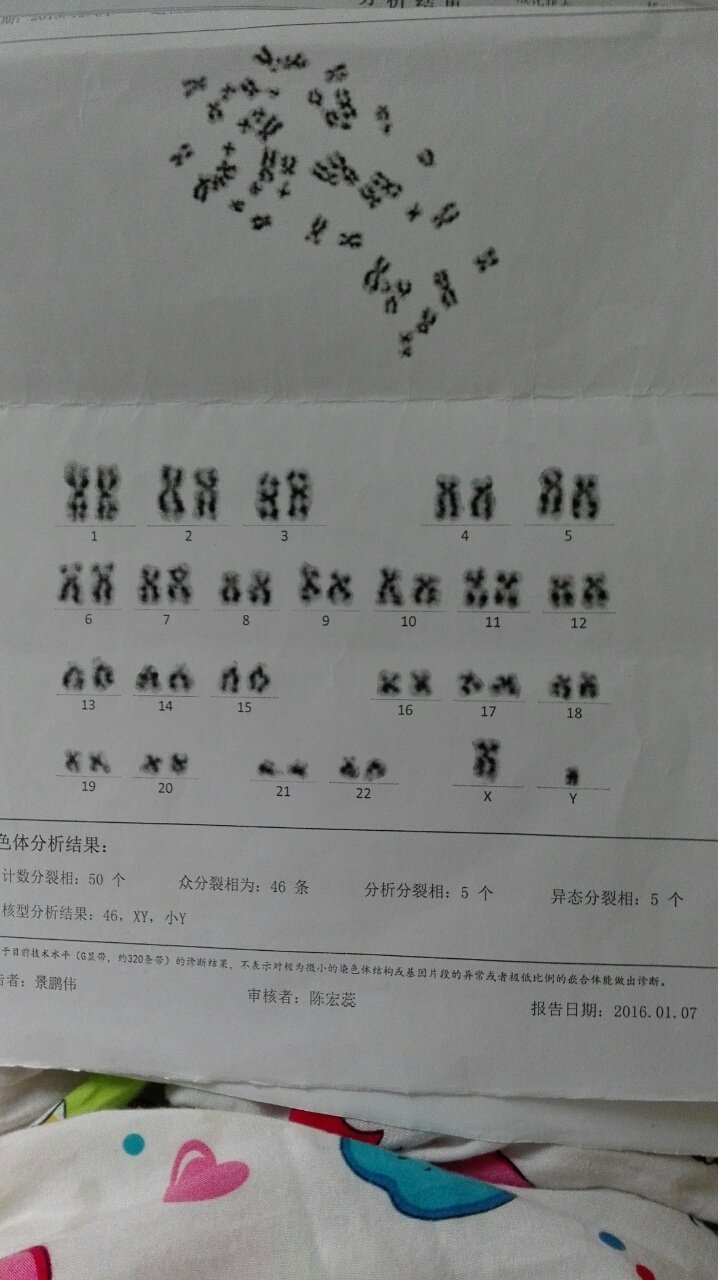 分析结果
1 2 3 4 5
6 7 8 9 10 11 12
13 14 15 16 17 18
19 20 21 22 X Y
色体分析结果：
计数分裂相：50 个 众分裂相为：46 条 分析分裂相：5 个 异态分裂相：5 个
核型分析结果：46，XY，小Y
于目前技术水平（G显带，约320条带）的诊断结果，不表示对极为微小的染色体结构或基因片段的异常或者极低比例的嵌合体能做出诊断。
告者：景鹏伟 审核者：陈宏蕊 报告日期：2016.01.07